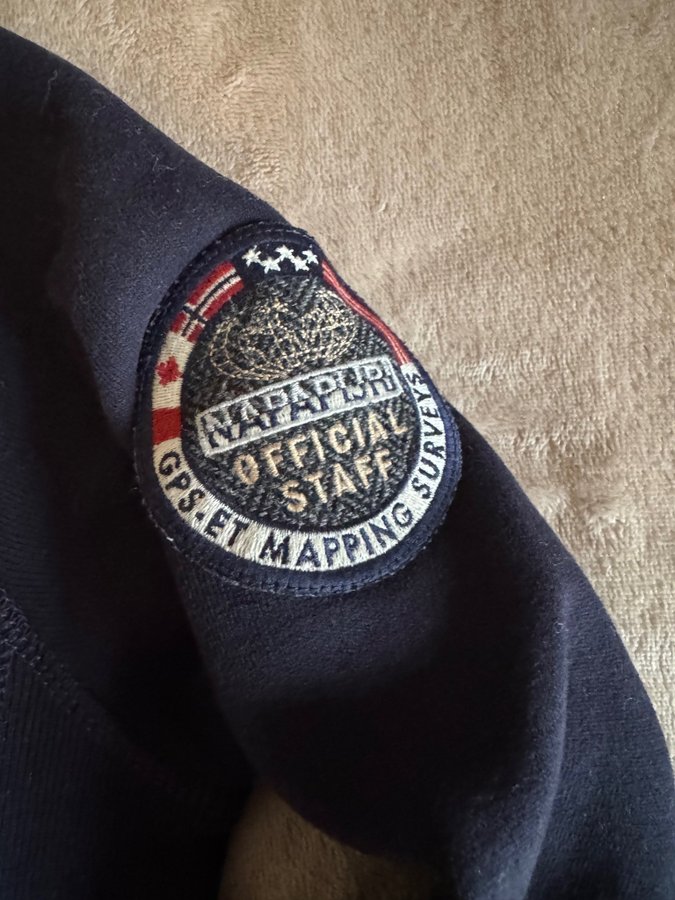 NAPAPIJRI
OFFICIAL
STAFF
GPS-ET MAPPING SURVEYS